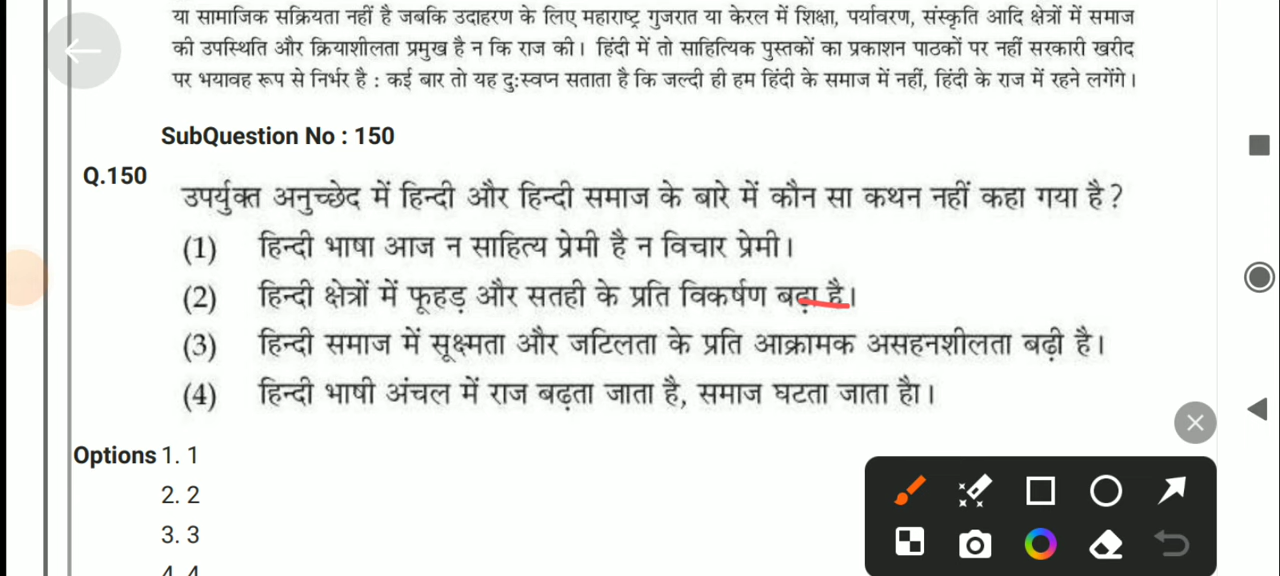 या सामाजिक सक्रियता नहीं है जबकि उदाहरण के लिए महाराष्ट्र गुजरात या केरल में शिक्षा, पर्यावरण, संस्कृति आदि क्षेत्रों में समाज
की उपस्थिति और क्रियाशीलता प्रमुख है न कि राज की। हिंदी में तो साहित्यिक पुस्तकों का प्रकाशन पाठकों पर नहीं सरकारी खरीद
पर भयावह रूप से निर्भर है : कई बार तो यह दुःस्वप्न सताता है कि जल्दी ही हम हिंदी के समाज में नहीं, हिंदी के राज में रहने लगेंगे।
SubQuestion No : 150
Q.150 उपर्युक्त अनुच्छेद में हिन्दी और हिन्दी समाज के बारे में कौन सा कथन नहीं कहा गया है?
(1) हिन्दी भाषा आज न साहित्य प्रेमी है न विचार प्रेमी।
(2) हिन्दी क्षेत्रों में फूहड़ और सतही के प्रति विकर्षण बढ़ा है।
(3) हिन्दी समाज में सूक्ष्मता और जटिलता के प्रति आक्रामक असहनशीलता बढ़ी है।
(4) हिन्दी भाषी अंचल में राज बढ़ता जाता है, समाज घटता जाता हैा।
Options 1. 1
2. 2
3. 3
4. 4